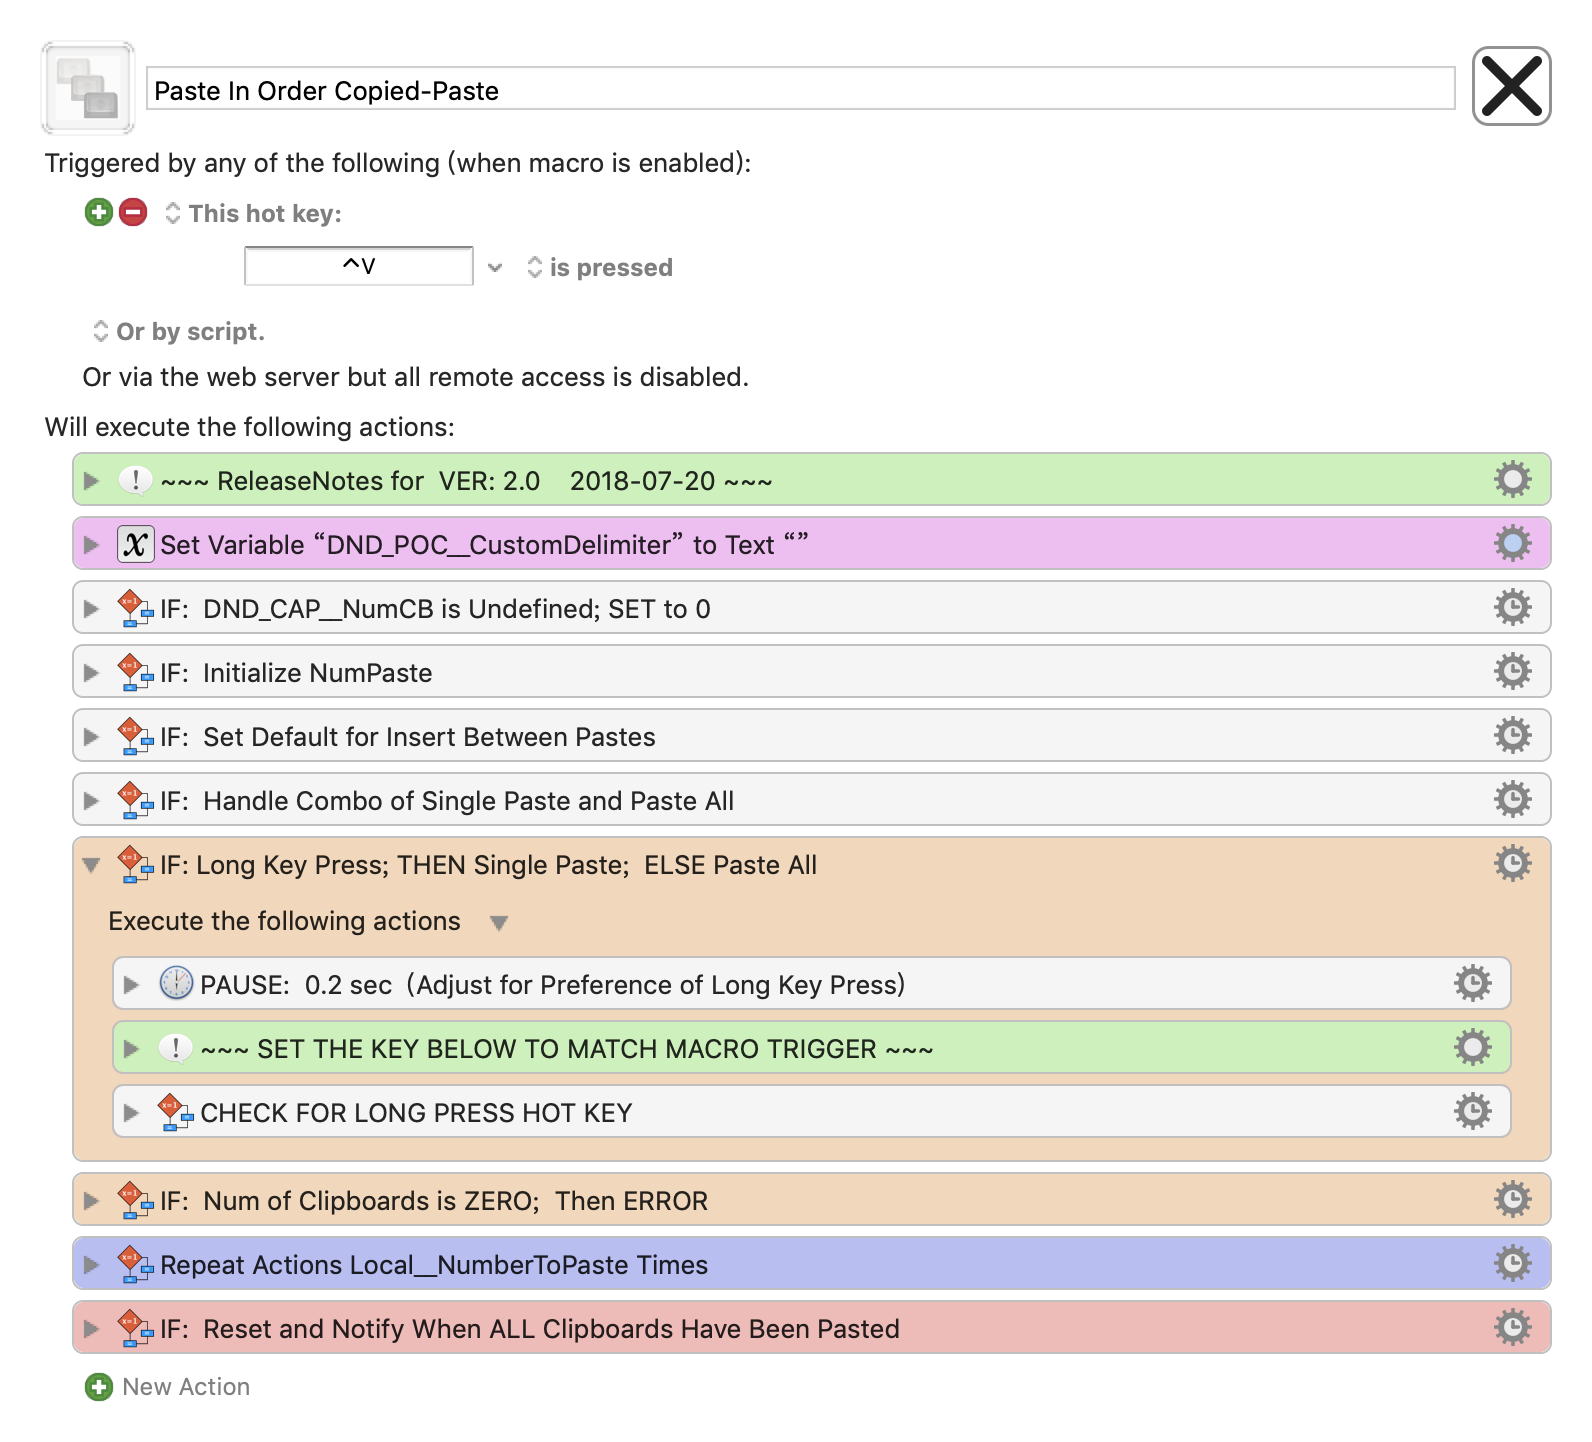 Paste In Order Copied-Paste
Triggered by any of the following (when macro is enabled):
This hot key:
^V
is pressed
Or by script.
Or via the web server but all remote access is disabled.
Will execute the following actions:
~~~ ReleaseNotes for  VER: 2.0    2018-07-20 ~~~
Set Variable “DND_POC__CustomDelimiter” to Text “”
IF:  DND_CAP__NumCB is Undefined; SET to 0
IF:  Initialize NumPaste
IF:  Set Default for Insert Between Pastes
IF:  Handle Combo of Single Paste and Paste All
IF: Long Key Press; THEN Single Paste;  ELSE Paste All
Execute the following actions
PAUSE:  0.2 sec  (Adjust for Preference of Long Key Press)
~~~ SET THE KEY BELOW TO MATCH MACRO TRIGGER ~~~
CHECK FOR LONG PRESS HOT KEY
IF:  Num of Clipboards is ZERO;  Then ERROR
Repeat Actions Local__NumberToPaste Times
IF:  Reset and Notify When ALL Clipboards Have Been Pasted
New Action